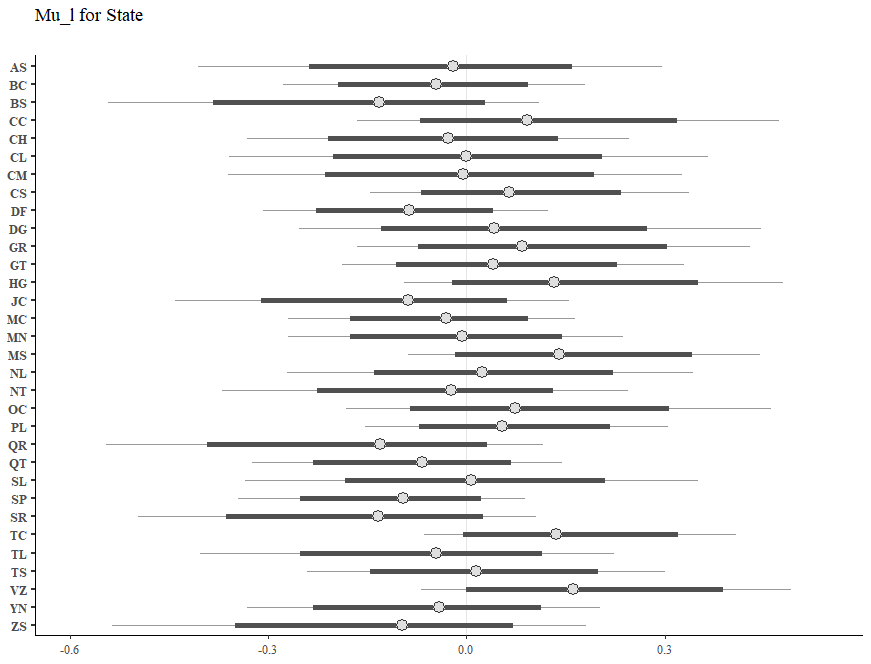 Mu_l for State
AS
BC
BS
CC
CH
CL
CM
CS
DF
DG
GR
GT
HG
JC
MC
MN
MS
NL
NT
OC
PL
QR
QT
SL
SP
SR
TC
TL
TS
VZ
YN
ZS
-0.6 -0.3 0.0 0.3